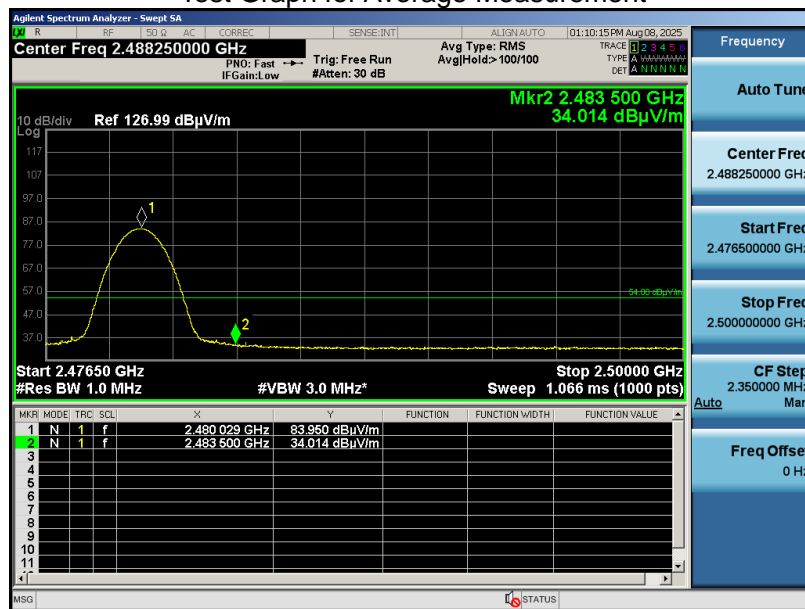 Test Graph for Average Measurement
Agilent Spectrum Analyzer - Swept SA
LXI R RF 50 Ω AC CORREC SENSE:INT ALIGN AUTO 01:10:15 PM Aug 08, 2025
Center Freq 2.488250000 GHz
PNO: Fast
IFGain:Low
Trig: Free Run
#Atten: 30 dB
Avg Type: RMS
Avg|Hold:>100/100
TRACE 1 2 3 4 5 6
TYPE A
DET A N N N N N
Mkr2 2.483 500 GHz
34.014 dBµV/m
10 dB/div Ref 126.99 dBµV/m
Log
117
107
97.0
87.0
77.0
67.0
57.0
47.0
37.0
1
2
54.00 dBµV/m
Start 2.47650 GHz Stop 2.50000 GHz
#Res BW 1.0 MHz #VBW 3.0 MHz* Sweep 1.066 ms (1000 pts)
MKR MODE TRC SCL X Y FUNCTION FUNCTION WIDTH FUNCTION VALUE
1 N 1 f 2.480 029 GHz 83.950 dBµV/m
2 N 1 f 2.483 500 GHz 34.014 dBµV/m
3
4
5
6
7
8
9
10
11
MSG STATUS
Frequency
Auto Tune
Center Freq
2.488250000 GHz
Start Freq
2.476500000 GHz
Stop Freq
2.500000000 GHz
CF Step
2.350000 MHz
Auto Man
Freq Offset
0 Hz